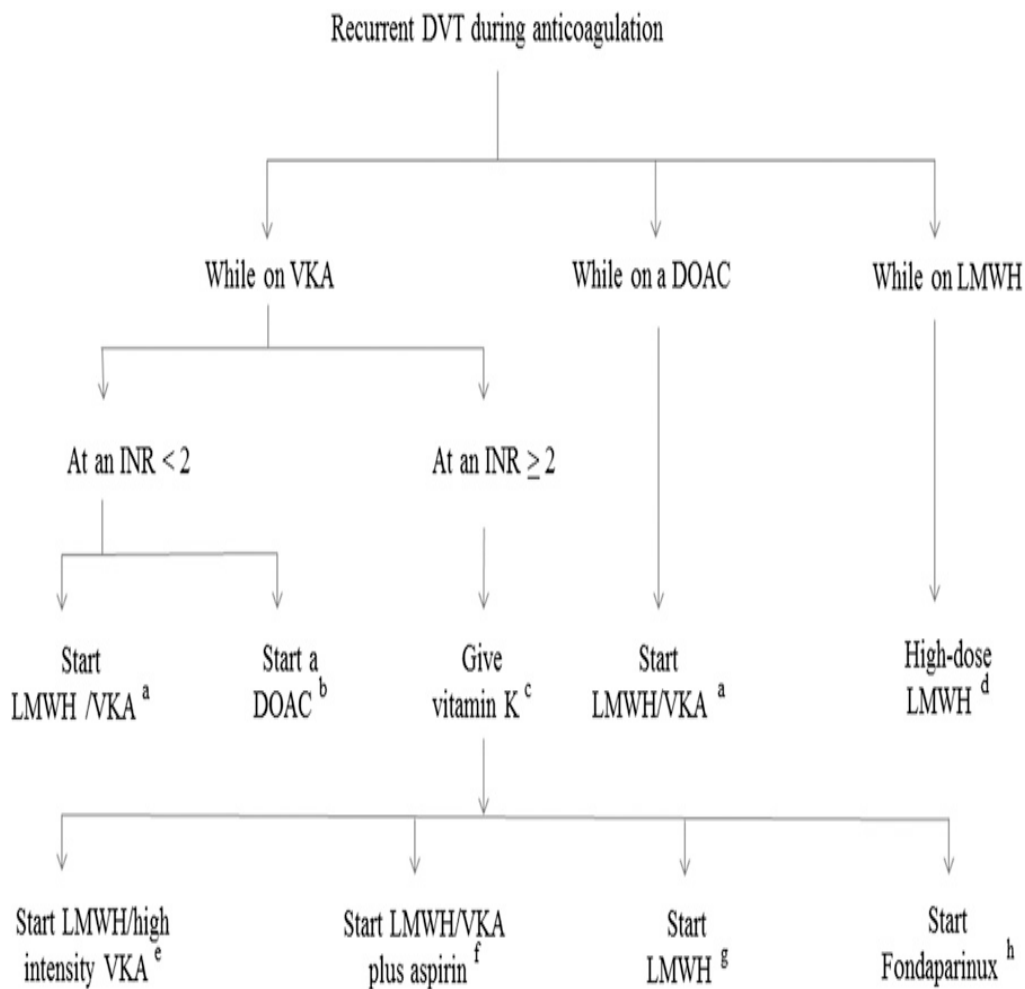 Recurrent DVT during anticoagulation
While on VKA
While on a DOAC
While on LMWH
At an INR < 2
At an INR ≥ 2
Start
LMWH /VKA a
Start a
DOAC b
Give
vitamin K c
Start
LMWH/VKA a
High-dose
LMWH d
Start LMWH/high
intensity VKA e
Start LMWH/VKA
plus aspirin f
Start
LMWH g
Start
Fondaparinux h